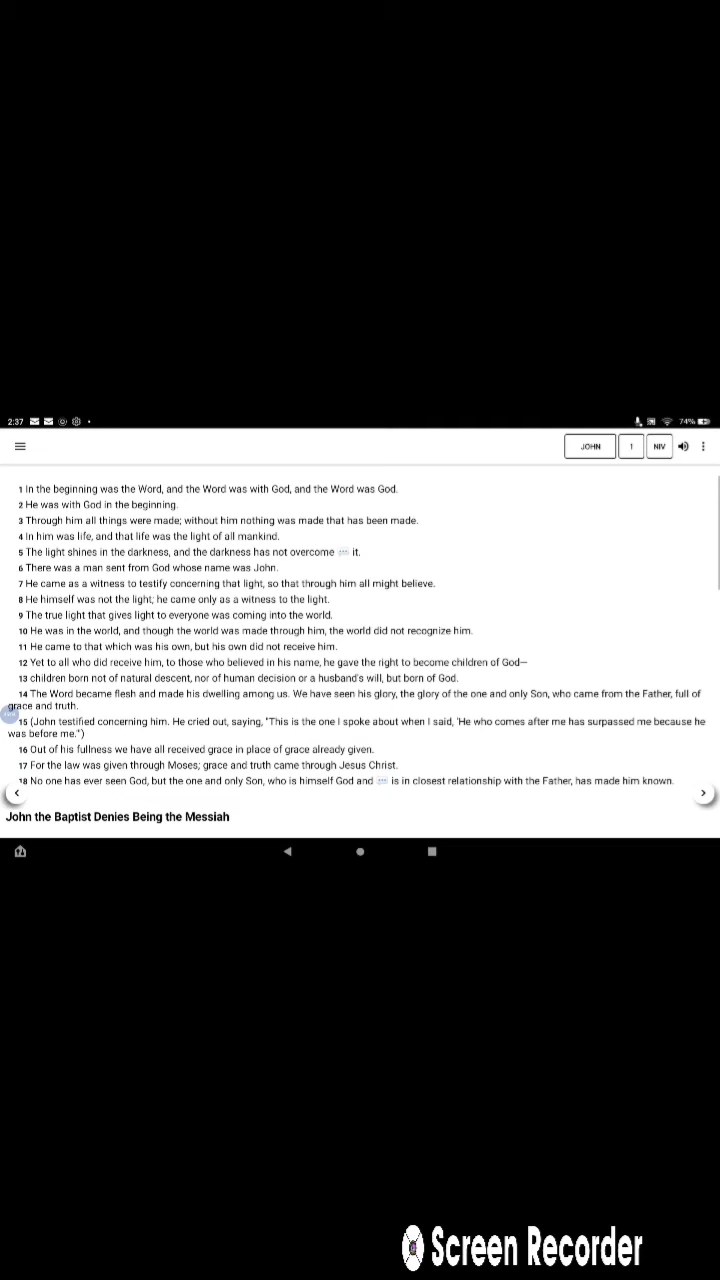 2:37 74%
JOHN 1 NIV
1 In the beginning was the Word, and the Word was with God, and the Word was God.
2 He was with God in the beginning.
3 Through him all things were made; without him nothing was made that has been made.
4 In him was life, and that life was the light of all mankind.
5 The light shines in the darkness, and the darkness has not overcome it.
6 There was a man sent from God whose name was John.
7 He came as a witness to testify concerning that light, so that through him all might believe.
8 He himself was not the light; he came only as a witness to the light.
9 The true light that gives light to everyone was coming into the world.
10 He was in the world, and though the world was made through him, the world did not recognize him.
11 He came to that which was his own, but his own did not receive him.
12 Yet to all who did receive him, to those who believed in his name, he gave the right to become children of God—
13 children born not of natural descent, nor of human decision or a husband's will, but born of God.
14 The Word became flesh and made his dwelling among us. We have seen his glory, the glory of the one and only Son, who came from the Father, full of
grace and truth.
15 (John testified concerning him. He cried out, saying, "This is the one I spoke about when I said, 'He who comes after me has surpassed me because he
was before me.'")
16 Out of his fullness we have all received grace in place of grace already given.
17 For the law was given through Moses; grace and truth came through Jesus Christ.
18 No one has ever seen God, but the one and only Son, who is himself God and is in closest relationship with the Father, has made him known.
John the Baptist Denies Being the Messiah
Screen Recorder